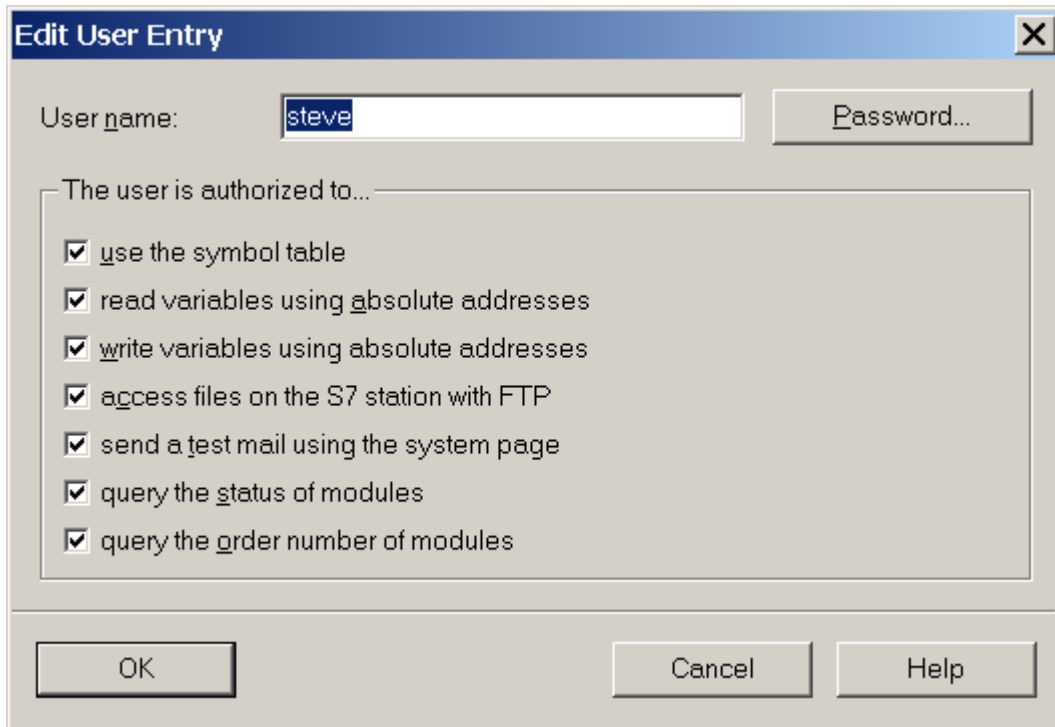 Edit User Entry
User name: steve Password...
The user is authorized to...
use the symbol table
read variables using absolute addresses
write variables using absolute addresses
access files on the S7 station with FTP
send a test mail using the system page
query the status of modules
query the order number of modules
OK Cancel Help